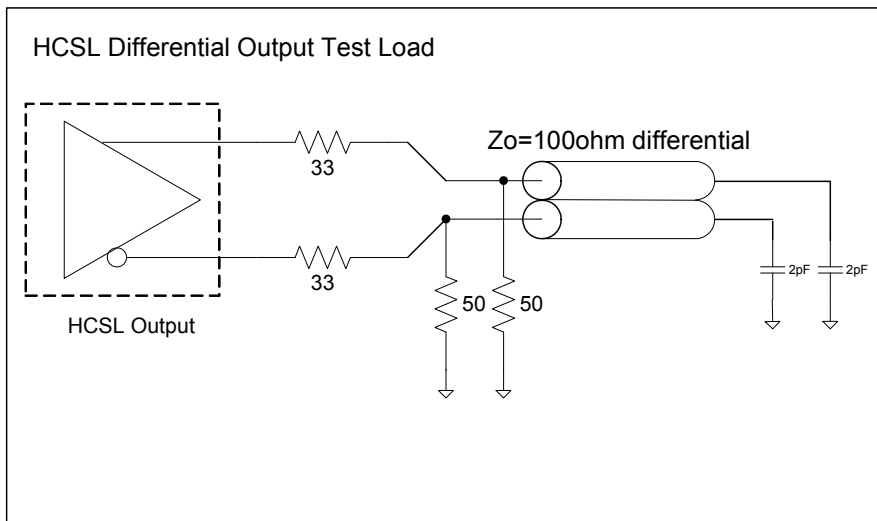 HCSL Differential Output Test Load
Zo=100ohm differential
33
33
50
50
2pF
2pF
HCSL Output